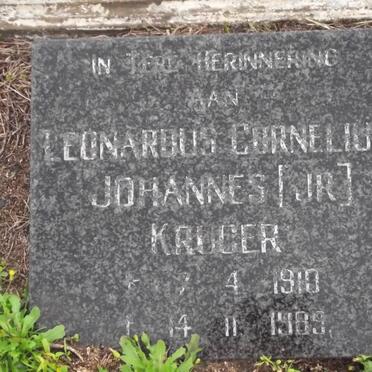 IN TERE HERINNERING
AAN
LEONARDUS CORNELIU
JOHANNES [JR]
KRUGER
* 7 4 1910
† 14 11 1989